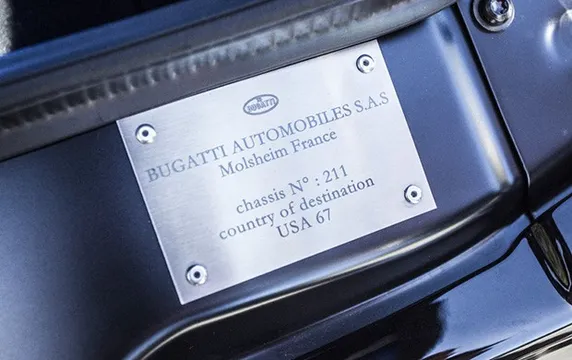 BUGATTI
BUGATTI AUTOMOBILES S.A.S
Molsheim France
chassis N° : 211
country of destination
USA 67